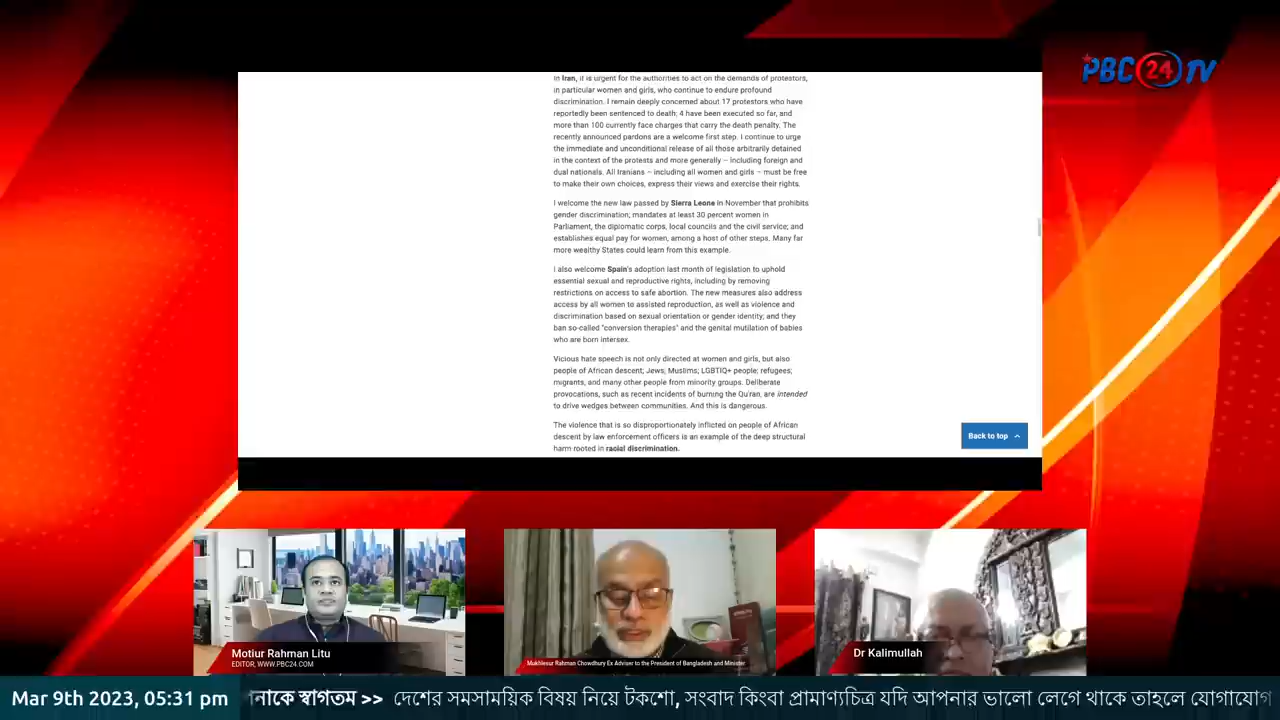 PBC 24 TV
In Iran, it is urgent for the authorities to act on the demands of protestors,
in particular women and girls, who continue to endure profound
discrimination. I remain deeply concerned about 17 protestors who have
reportedly been sentenced to death; 4 have been executed so far, and
more than 100 currently face charges that carry the death penalty. The
recently announced pardons are a welcome first step. I continue to urge
the immediate and unconditional release of all those arbitrarily detained
in the context of the protests and more generally – including foreign and
dual nationals. All Iranians – including all women and girls – must be free
to make their own choices, express their views and exercise their rights.
I welcome the new law passed by Sierra Leone in November that prohibits
gender discrimination; mandates at least 30 percent women in
Parliament, the diplomatic corps, local councils and the civil service; and
establishes equal pay for women, among a host of other steps. Many far
more wealthy States could learn from this example.
I also welcome Spain's adoption last month of legislation to uphold
essential sexual and reproductive rights, including by removing
restrictions on access to safe abortion. The new measures also address
access by all women to assisted reproduction, as well as violence and
discrimination based on sexual orientation or gender identity; and they
ban so-called "conversion therapies" and the genital mutilation of babies
who are born intersex.
Vicious hate speech is not only directed at women and girls, but also
people of African descent; Jews; Muslims; LGBTIQ+ people; refugees;
migrants, and many other people from minority groups. Deliberate
provocations, such as recent incidents of burning the Qu'ran, are intended
to drive wedges between communities. And this is dangerous.
The violence that is so disproportionately inflicted on people of African
descent by law enforcement officers is an example of the deep structural
harm rooted in racial discrimination.
Back to top
Motiur Rahman Litu
EDITOR, WWW.PBC24.COM
Mukhlesur Rahman Chowdhury Ex Adviser to the President of Bangladesh and Minister
Dr Kalimullah
Mar 9th 2023, 05:31 pm
নাকে স্বাগতম >> দেশের সমসাময়িক বিষয় নিয়ে টকশো, সংবাদ কিংবা প্রামাণ্যচিত্র যদি আপনার ভালো লেগে থাকে তাহলে যোগাযোগ